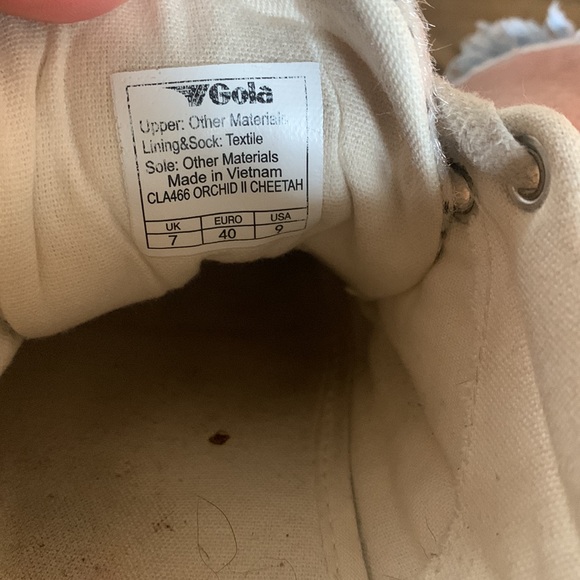 Gola
Upper: Other Materials
Lining&Sock: Textile
Sole: Other Materials
Made in Vietnam
CLA466 ORCHID II CHEETAH
UK EURO USA
7 40 9